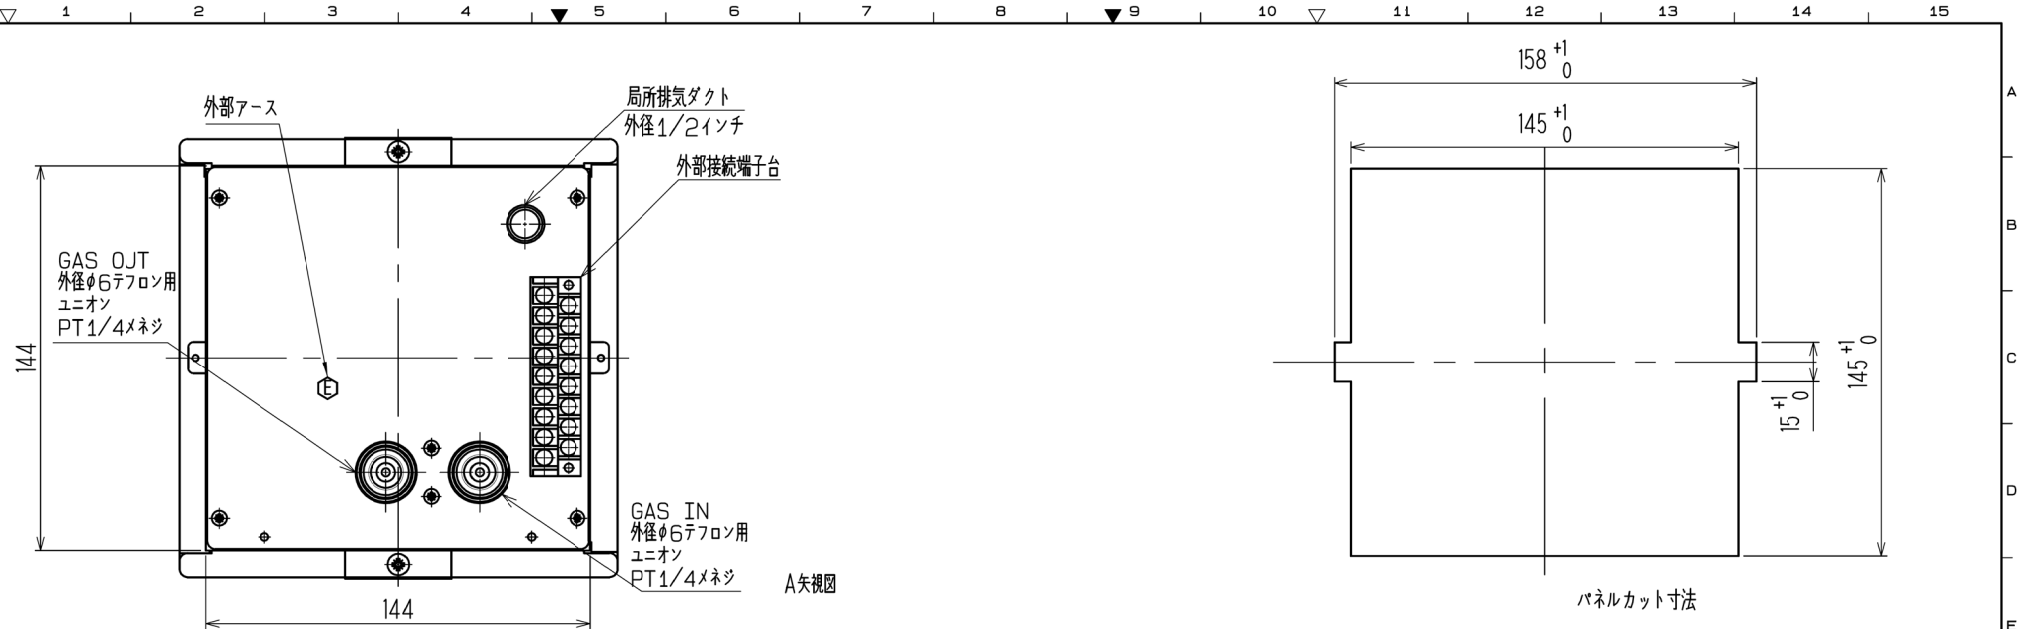 1 2 3 4 5 6 7 8 9 10 11 12 13 14 15
A
B
C
D
E
外部アース
局所排気ダクト
外径1/2インチ
外部接続端子台
GAS OUT
外径φ6テフロン用
ユニオン
PT1/4メネジ
144
E
GAS IN
外径φ6テフロン用
ユニオン
PT1/4メネジ
A矢視図
144
158 +1 0
145 +1 0
145 +1 0
15 +1 0
パネルカット寸法